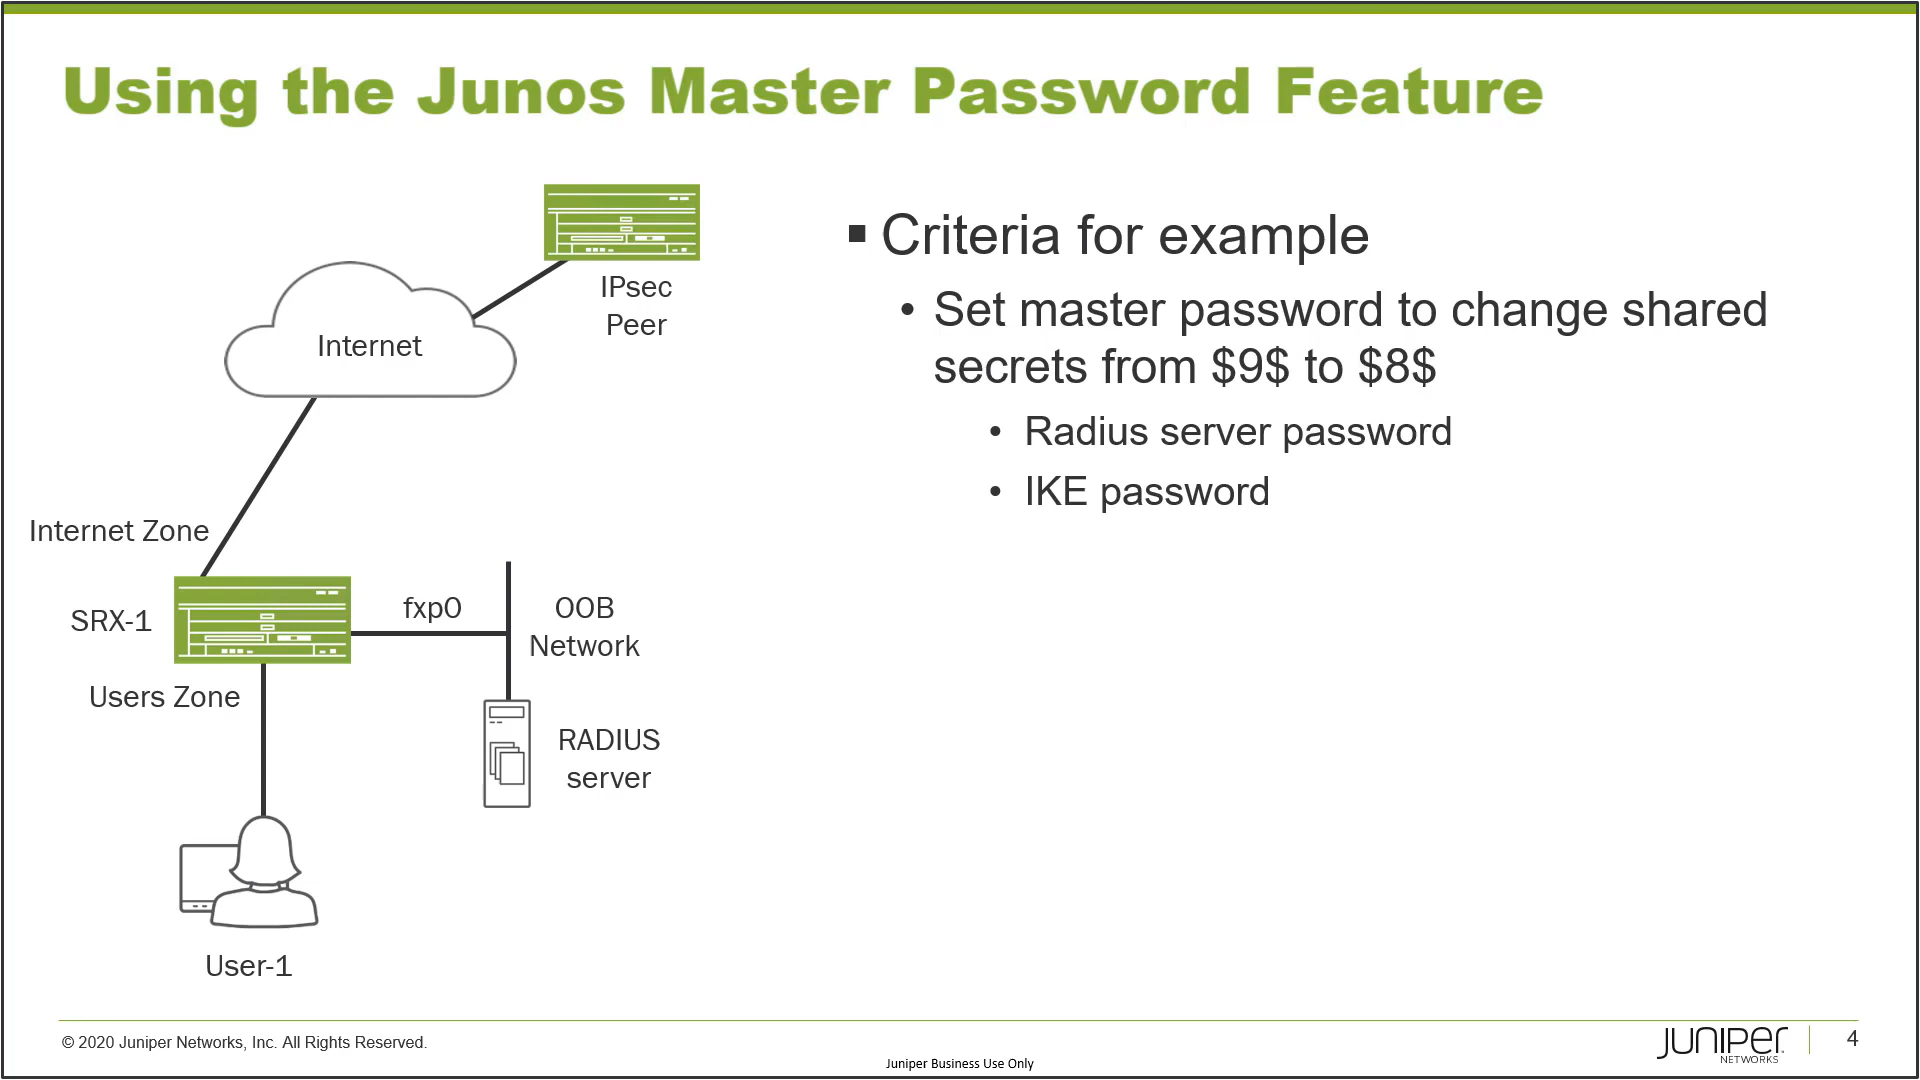 Using the Junos Master Password Feature
IPsec
Peer
Internet
Internet Zone
SRX-1
fxp0
OOB
Network
Users Zone
RADIUS
server
User-1
▪ Criteria for example
• Set master password to change shared
secrets from $9$ to $8$
• Radius server password
• IKE password
© 2020 Juniper Networks, Inc. All Rights Reserved.
Juniper Business Use Only
JUNIPER
NETWORKS
4